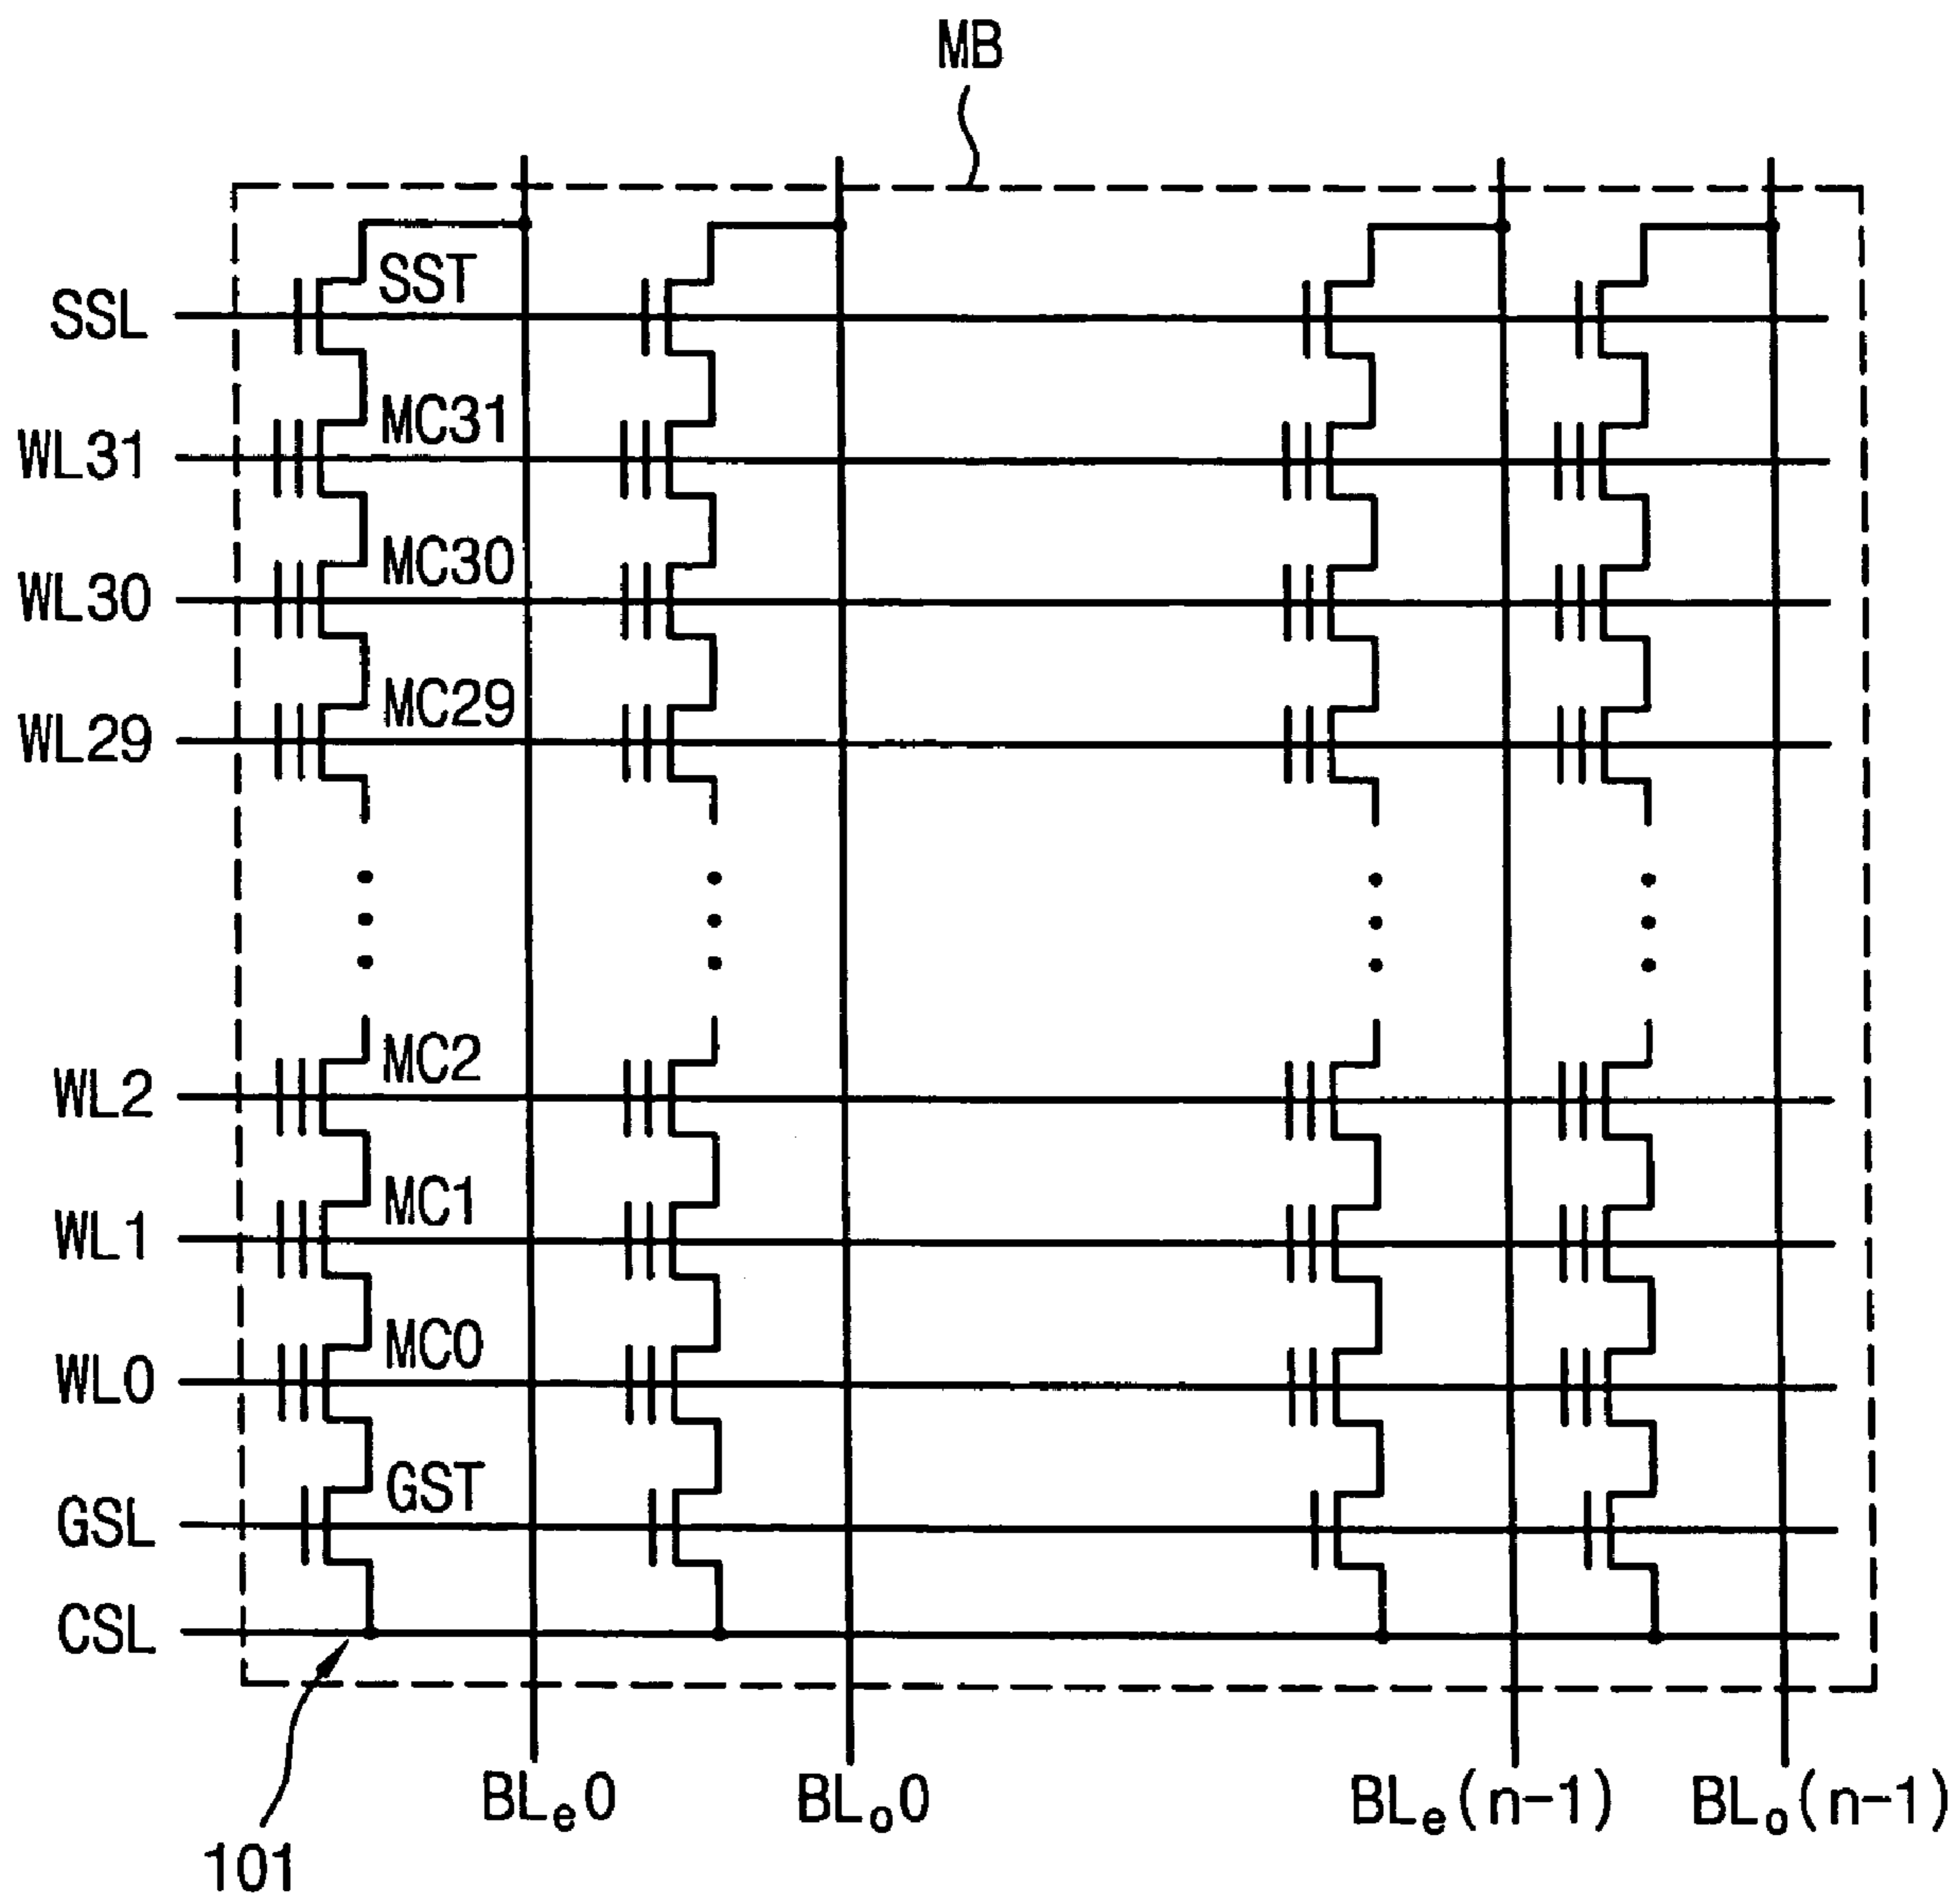 MB
SST
SSL
MC31
WL31
MC30
WL30
MC29
WL29
MC2
WL2
MC1
WL1
MC0
WL0
GST
GSL
CSL
BLe0 BLo0 BLe(n-1) BLo(n-1)
101